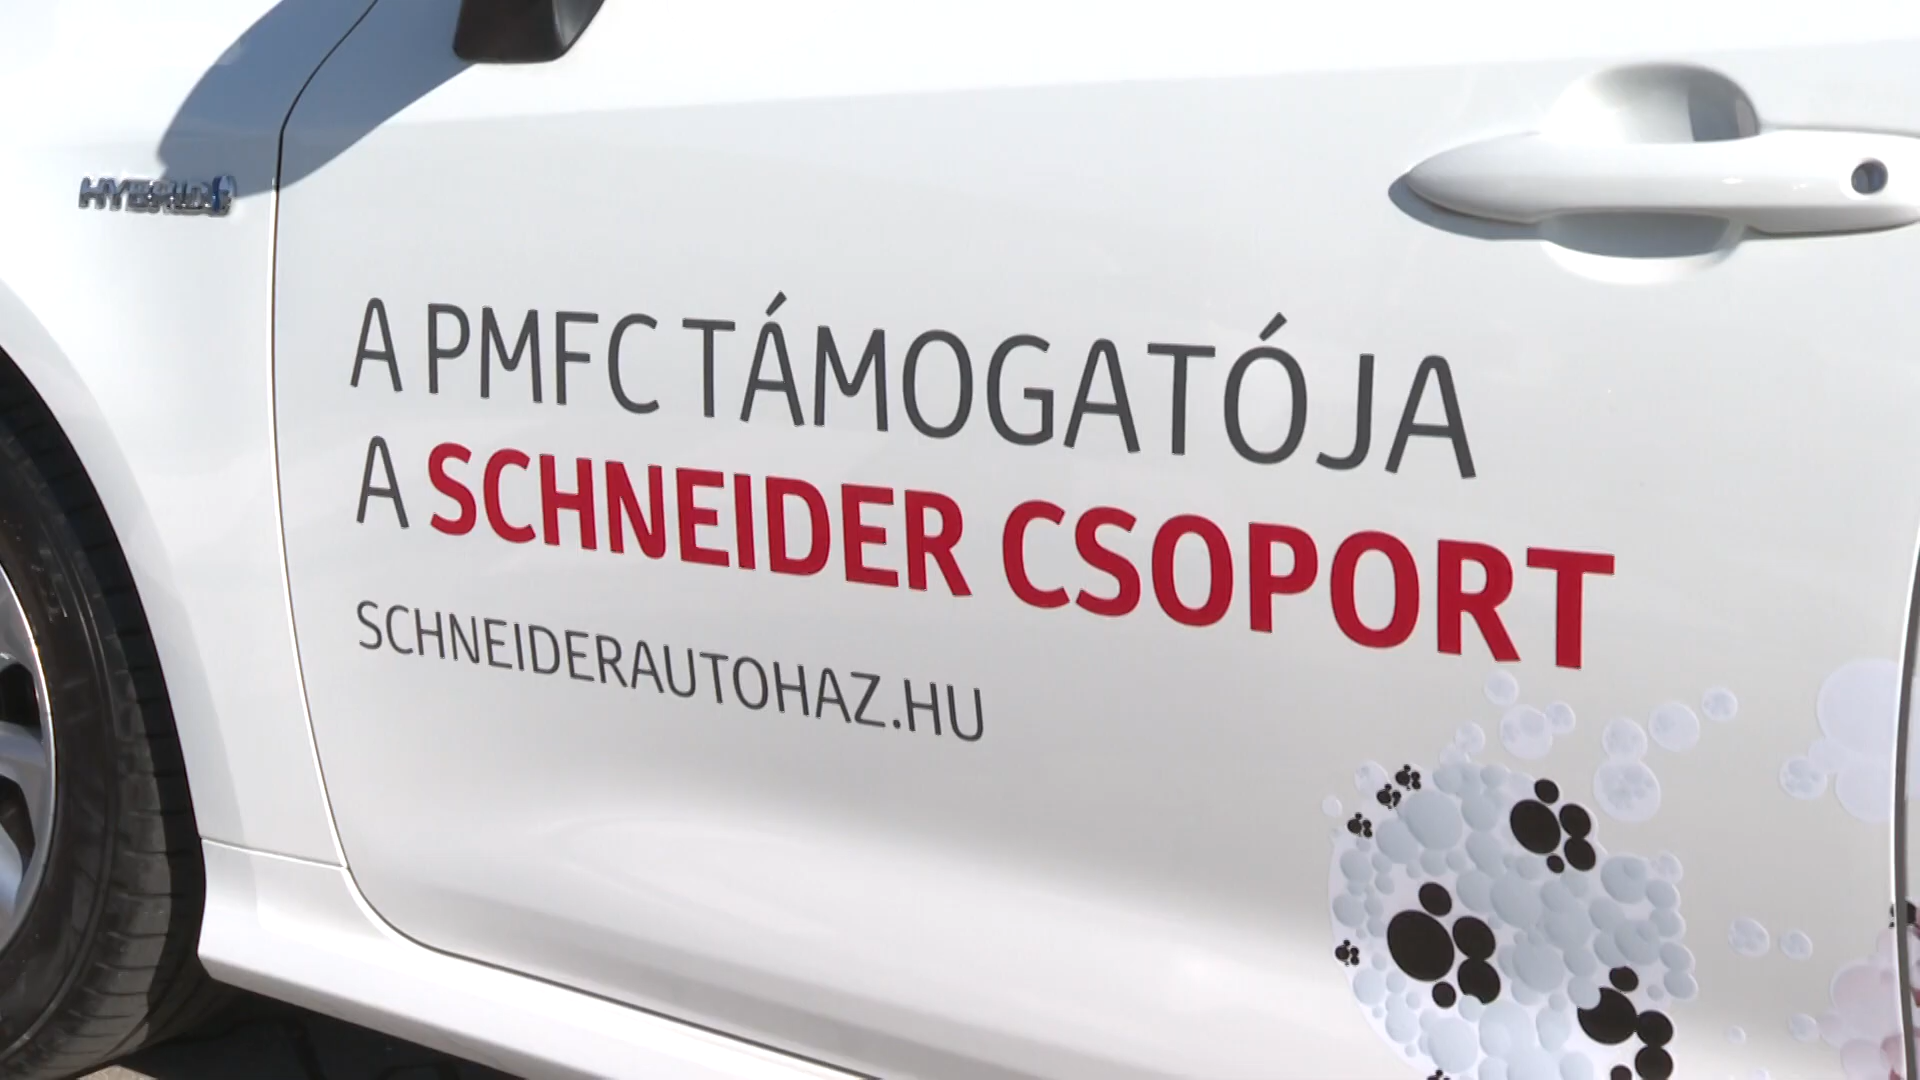 HYBRID
A PMFC TÁMOGATÓJA
A SCHNEIDER CSOPORT
SCHNEIDERAUTOHAZ.HU